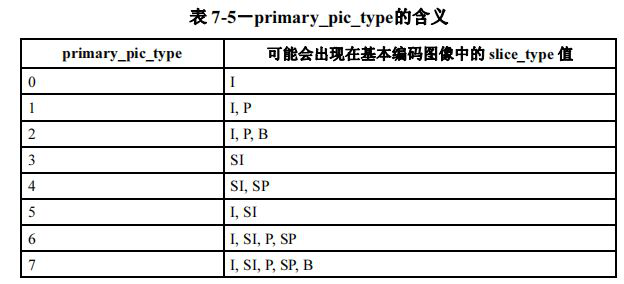 表 7-5－primary_pic_type的含义
primary_pic_type 可能会出现在基本编码图像中的 slice_type 值
0 I
1 I, P
2 I, P, B
3 SI
4 SI, SP
5 I, SI
6 I, SI, P, SP
7 I, SI, P, SP, B